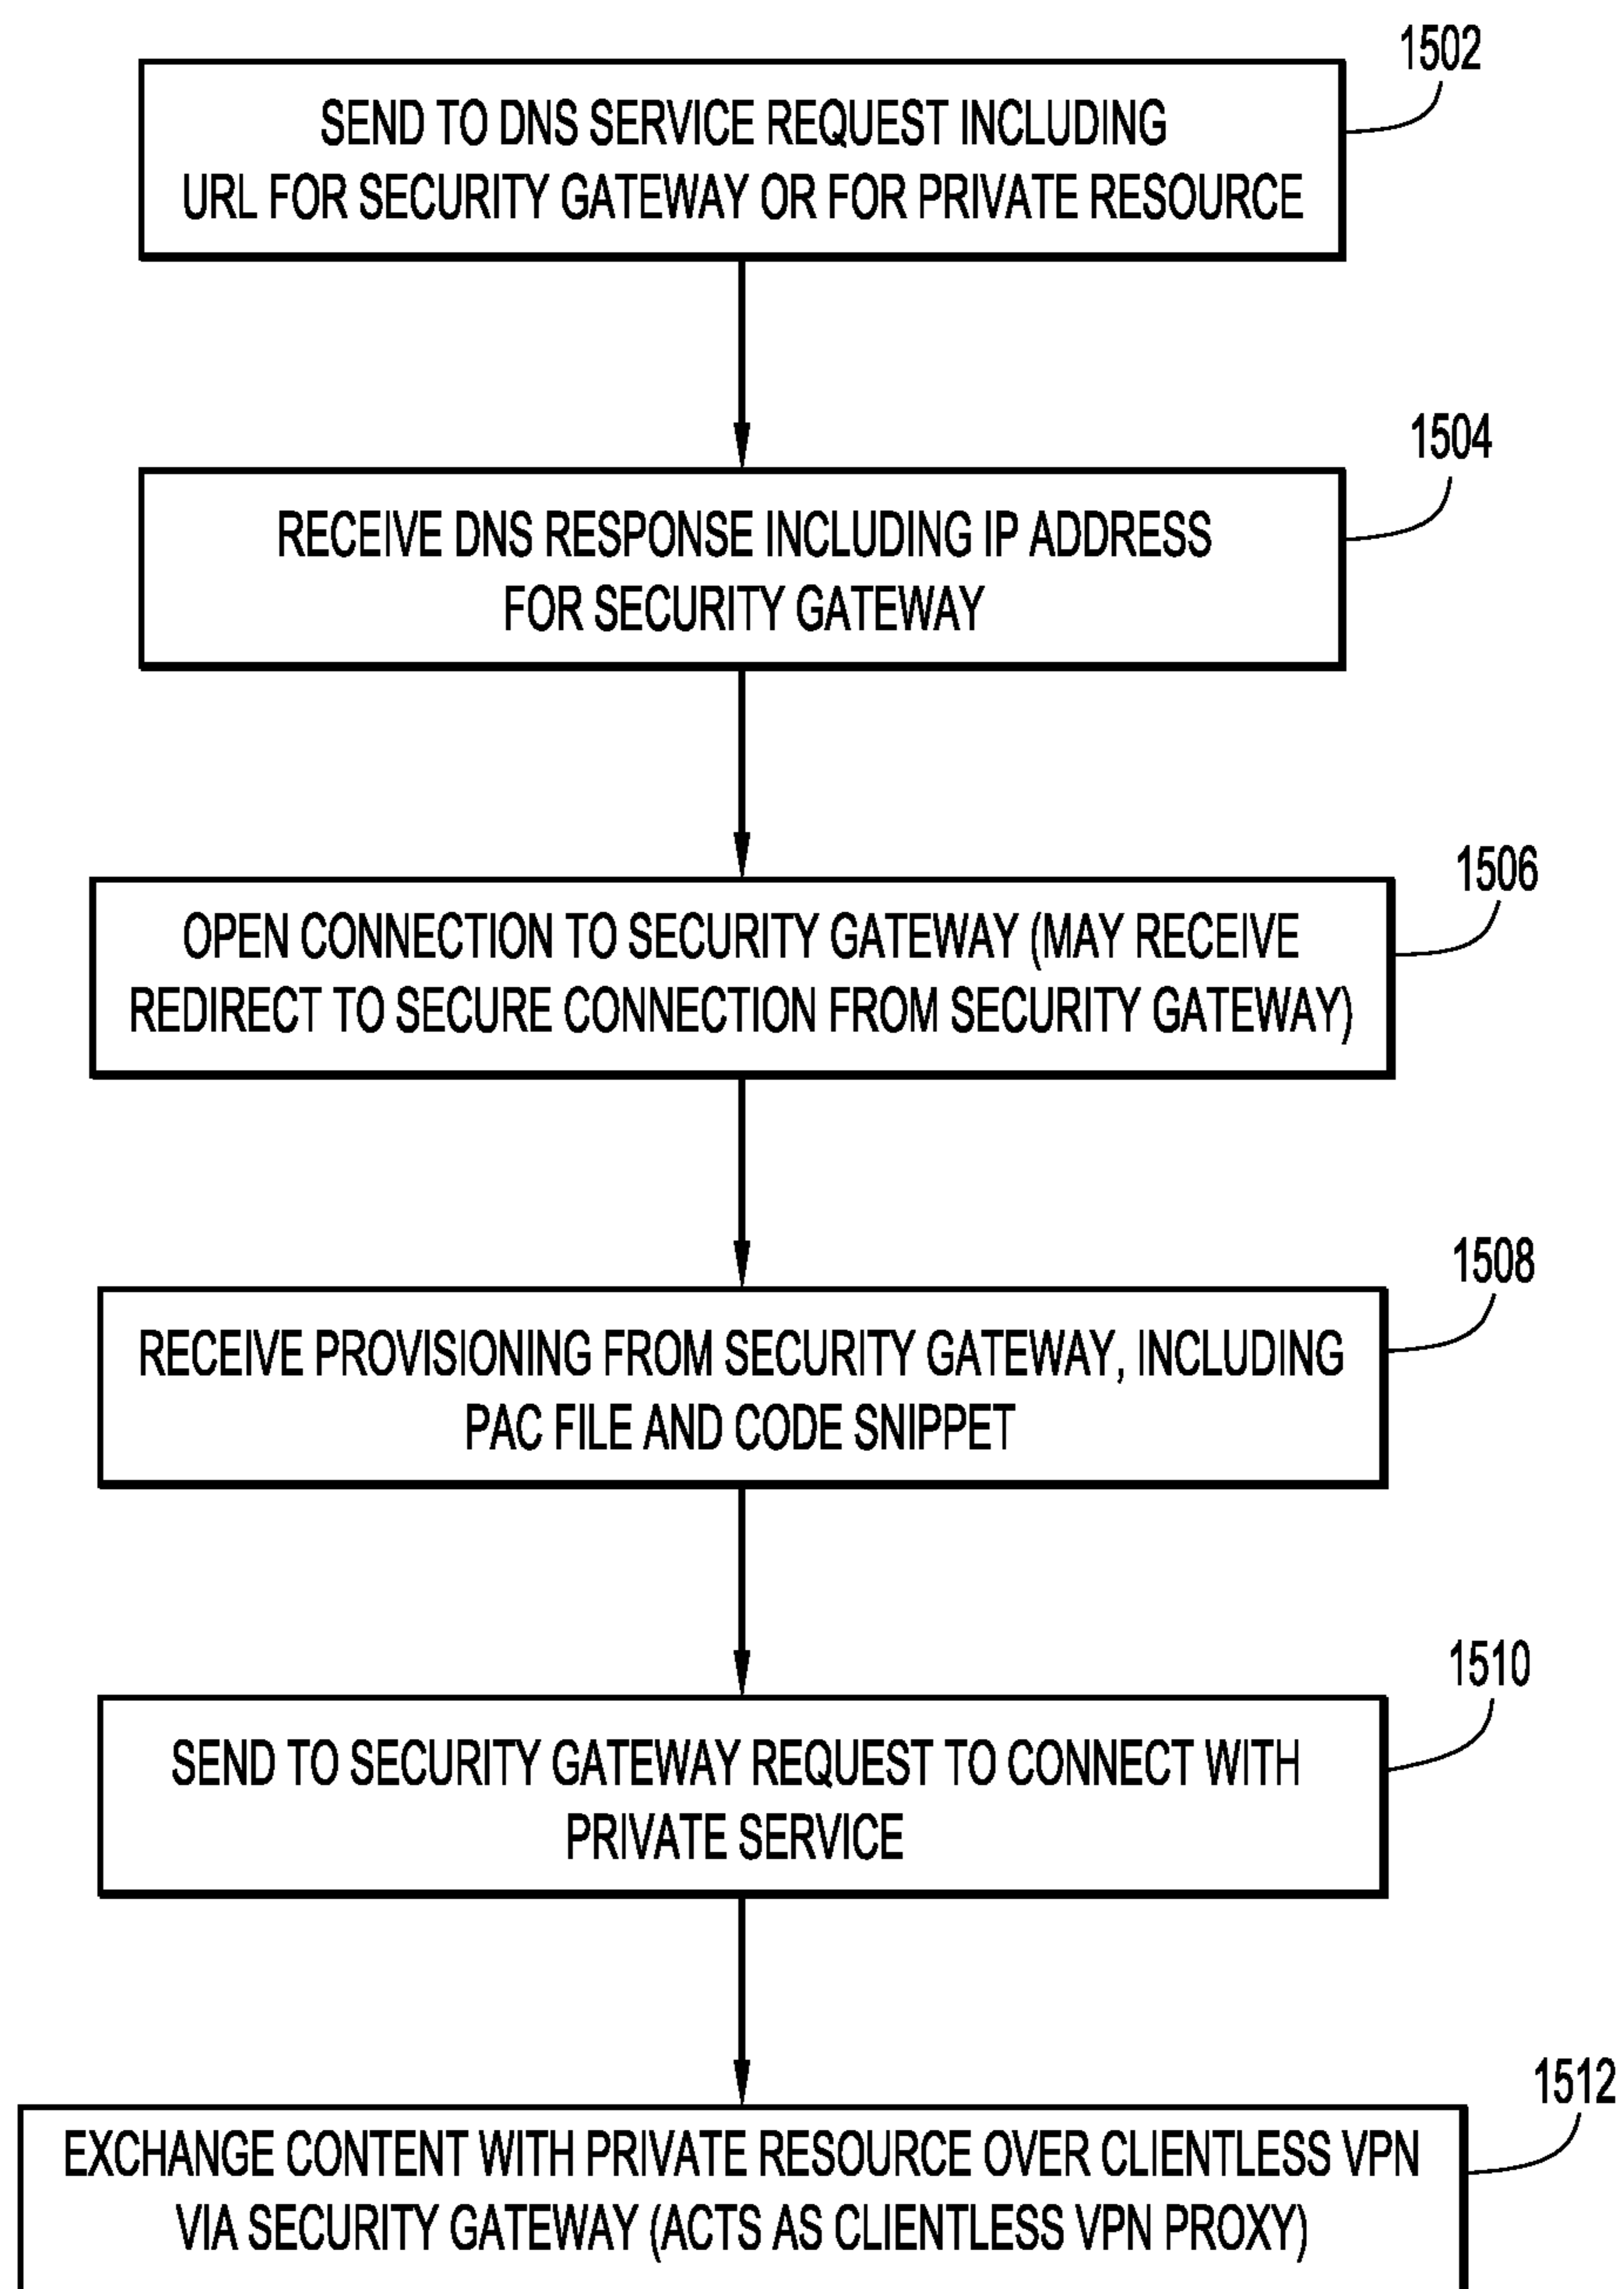 1502
SEND TO DNS SERVICE REQUEST INCLUDING
URL FOR SECURITY GATEWAY OR FOR PRIVATE RESOURCE
1504
RECEIVE DNS RESPONSE INCLUDING IP ADDRESS
FOR SECURITY GATEWAY
1506
OPEN CONNECTION TO SECURITY GATEWAY (MAY RECEIVE
REDIRECT TO SECURE CONNECTION FROM SECURITY GATEWAY)
1508
RECEIVE PROVISIONING FROM SECURITY GATEWAY, INCLUDING
PAC FILE AND CODE SNIPPET
1510
SEND TO SECURITY GATEWAY REQUEST TO CONNECT WITH
PRIVATE SERVICE
1512
EXCHANGE CONTENT WITH PRIVATE RESOURCE OVER CLIENTLESS VPN
VIA SECURITY GATEWAY (ACTS AS CLIENTLESS VPN PROXY)